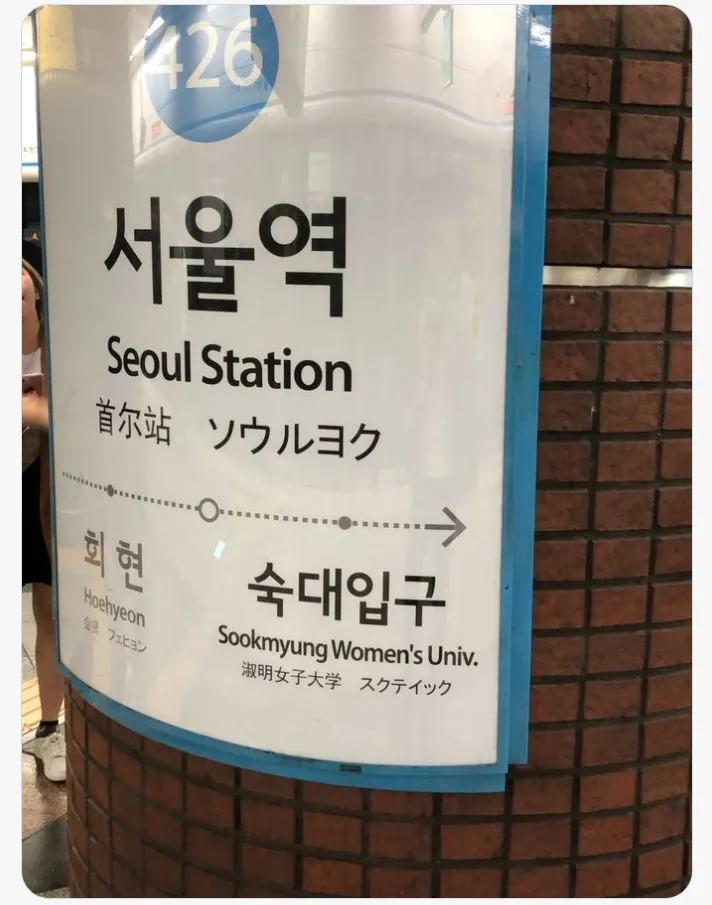 426
서울역
Seoul Station
首尔站 ソウルヨク
회현
Hoehyeon
会贤 フェヒョン
숙대입구
Sookmyung Women's Univ.
淑明女子大学 スクテイック